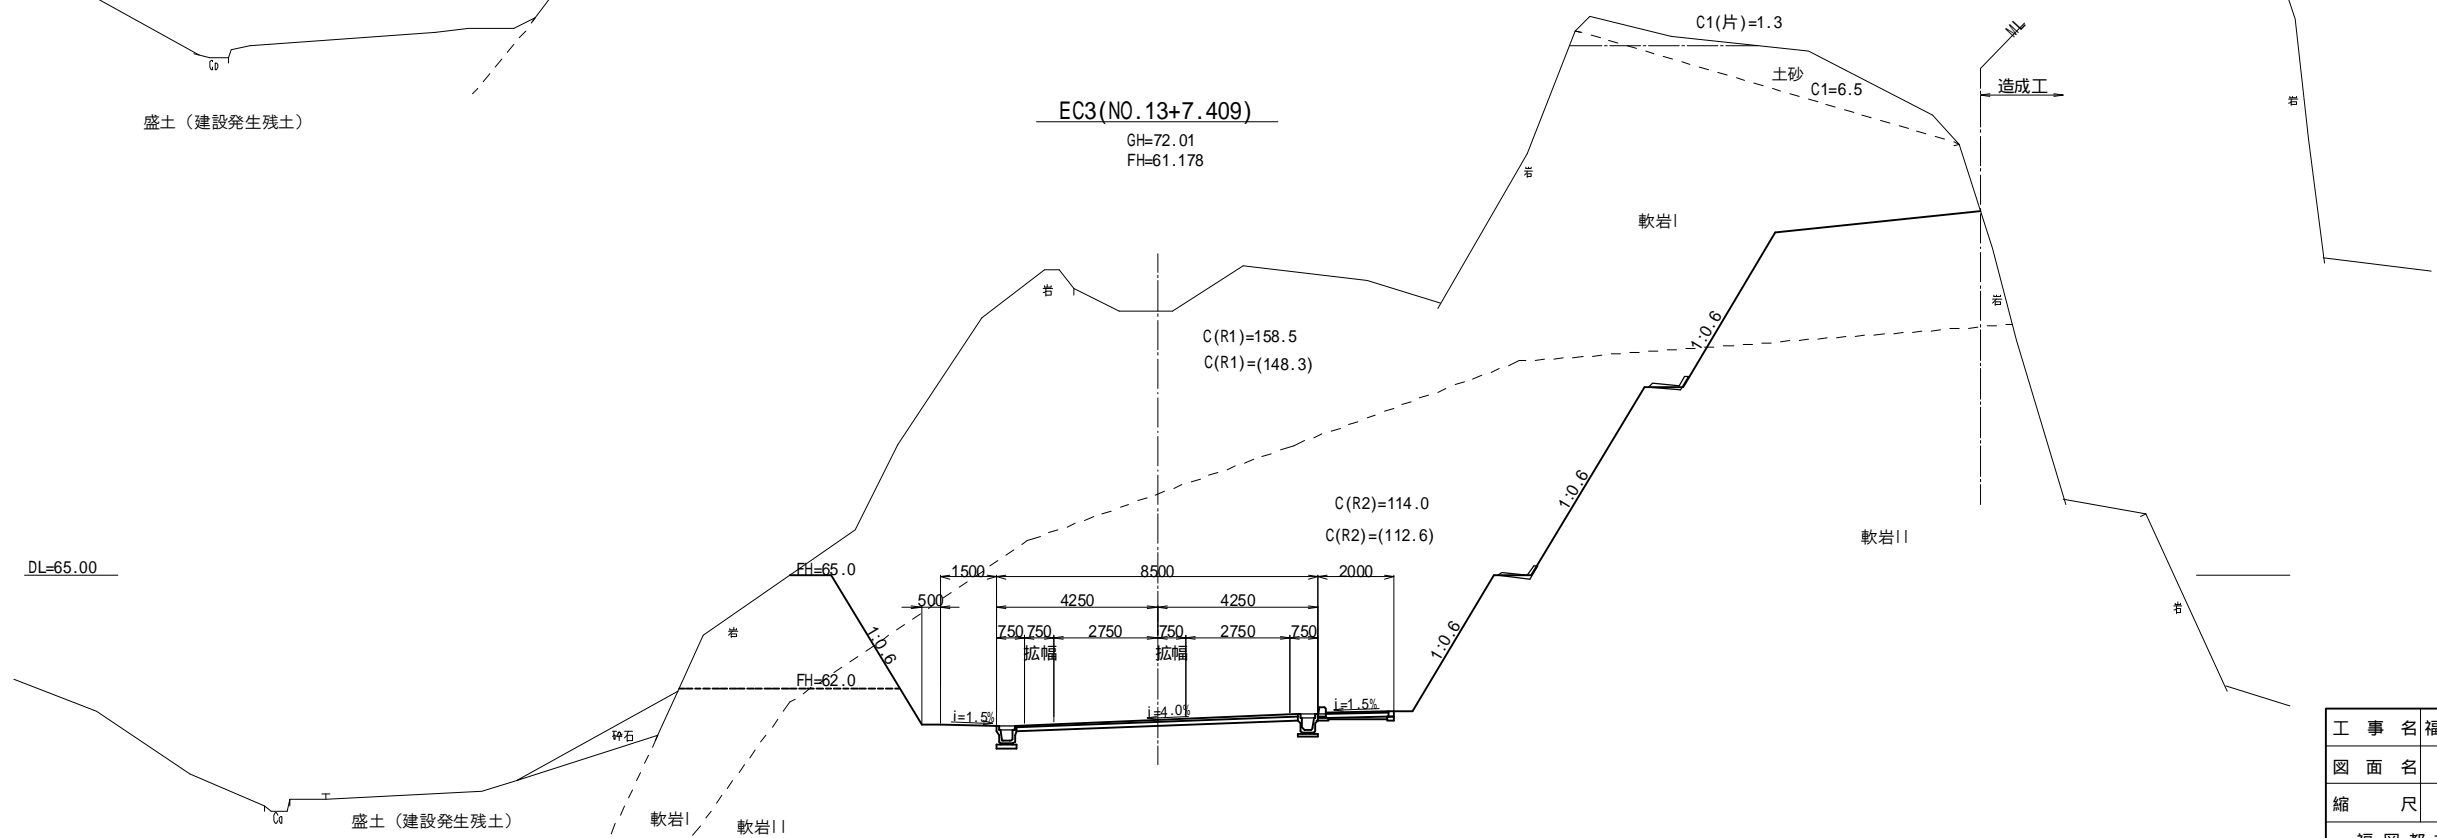 C1(片)=1.3
ML
土砂
C1=6.5
造成工
岩
盛土（建設発生残土）
EC3(NO.13+7.409)
GH=72.01
FH=61.178
岩
軟岩I
岩
岩
C(R1)=158.5
C(R1)=(148.3)
1:0.6
1:0.6
C(R2)=114.0
C(R2)=(112.6)
軟岩II
DL=65.00
FH=65.0
1500
8500
2000
500
4250
4250
岩
岩
1:0.6
750
750
2750
750
2750
750
1:0.6
拡幅
拡幅
FH=62.0
i=1.5%
i=4.0%
i=1.5%
砕石
工事名
福
図面名
縮尺
盛土（建設発生残土）
軟岩I
軟岩II